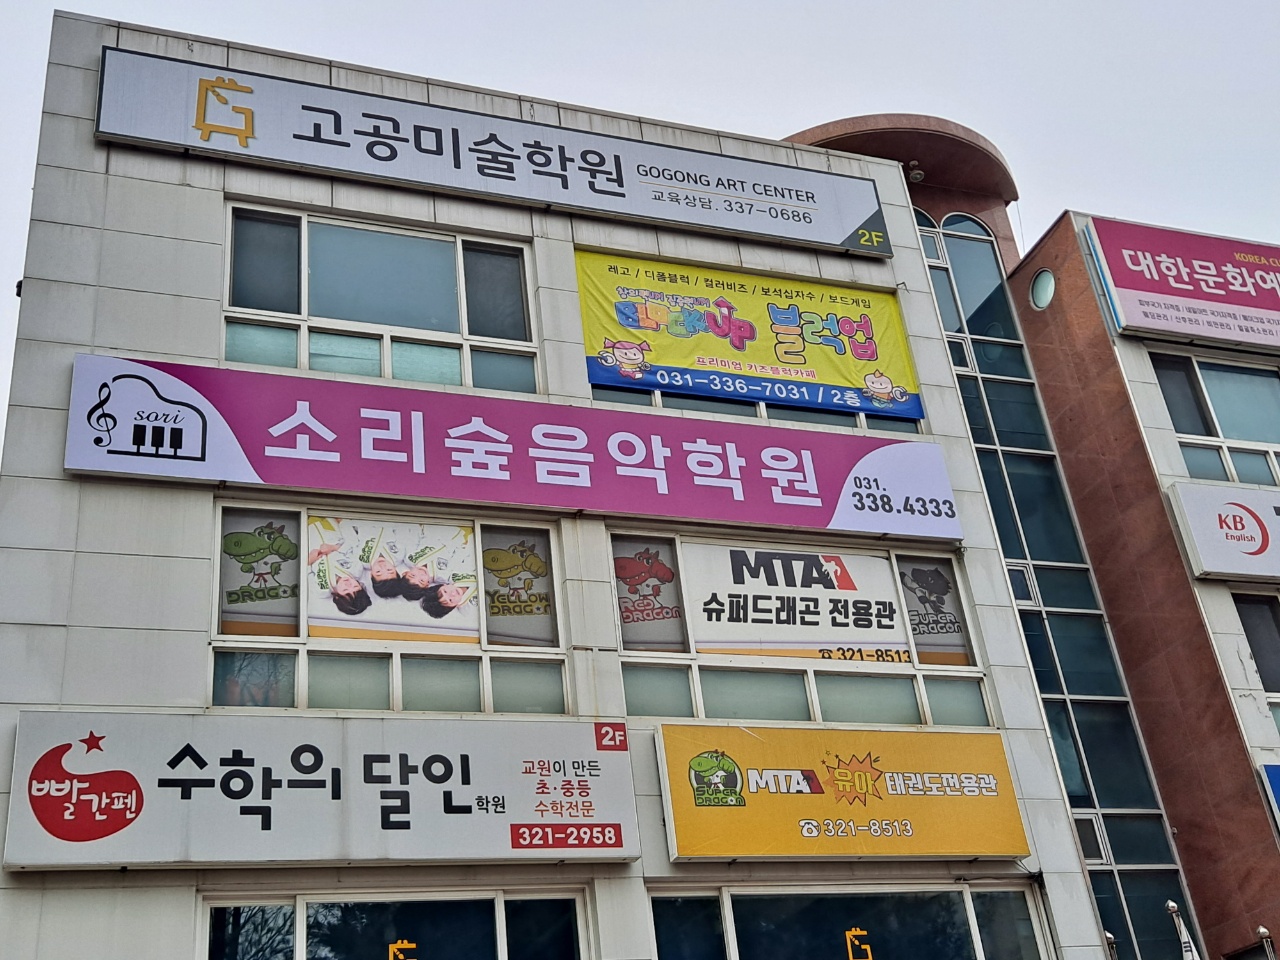 고공미술학원
GOGONG ART CENTER
교육상담. 337-0686
2F
레고 / 디폼블럭 / 컬러비즈 / 보석십자수 / 보드게임
BLOCK UP 블럭업
프리미엄 키즈블럭카페
031-336-7031 / 2층
sori
소리숲음악학원
031.
338.4333
DRAGON
YELLOW
DRAGON
RED
DRAGON
MTA
슈퍼드래곤 전용관
☎321-8513
SUPER
DRAGON
빨간펜
수학의 달인 학원
2F
교원이 만든
초·중등
수학전문
321-2958
SUPER
DRAGON
MTA 유아 태권도전용관
☎321-8513
KOREA
대한문화예
KB
English